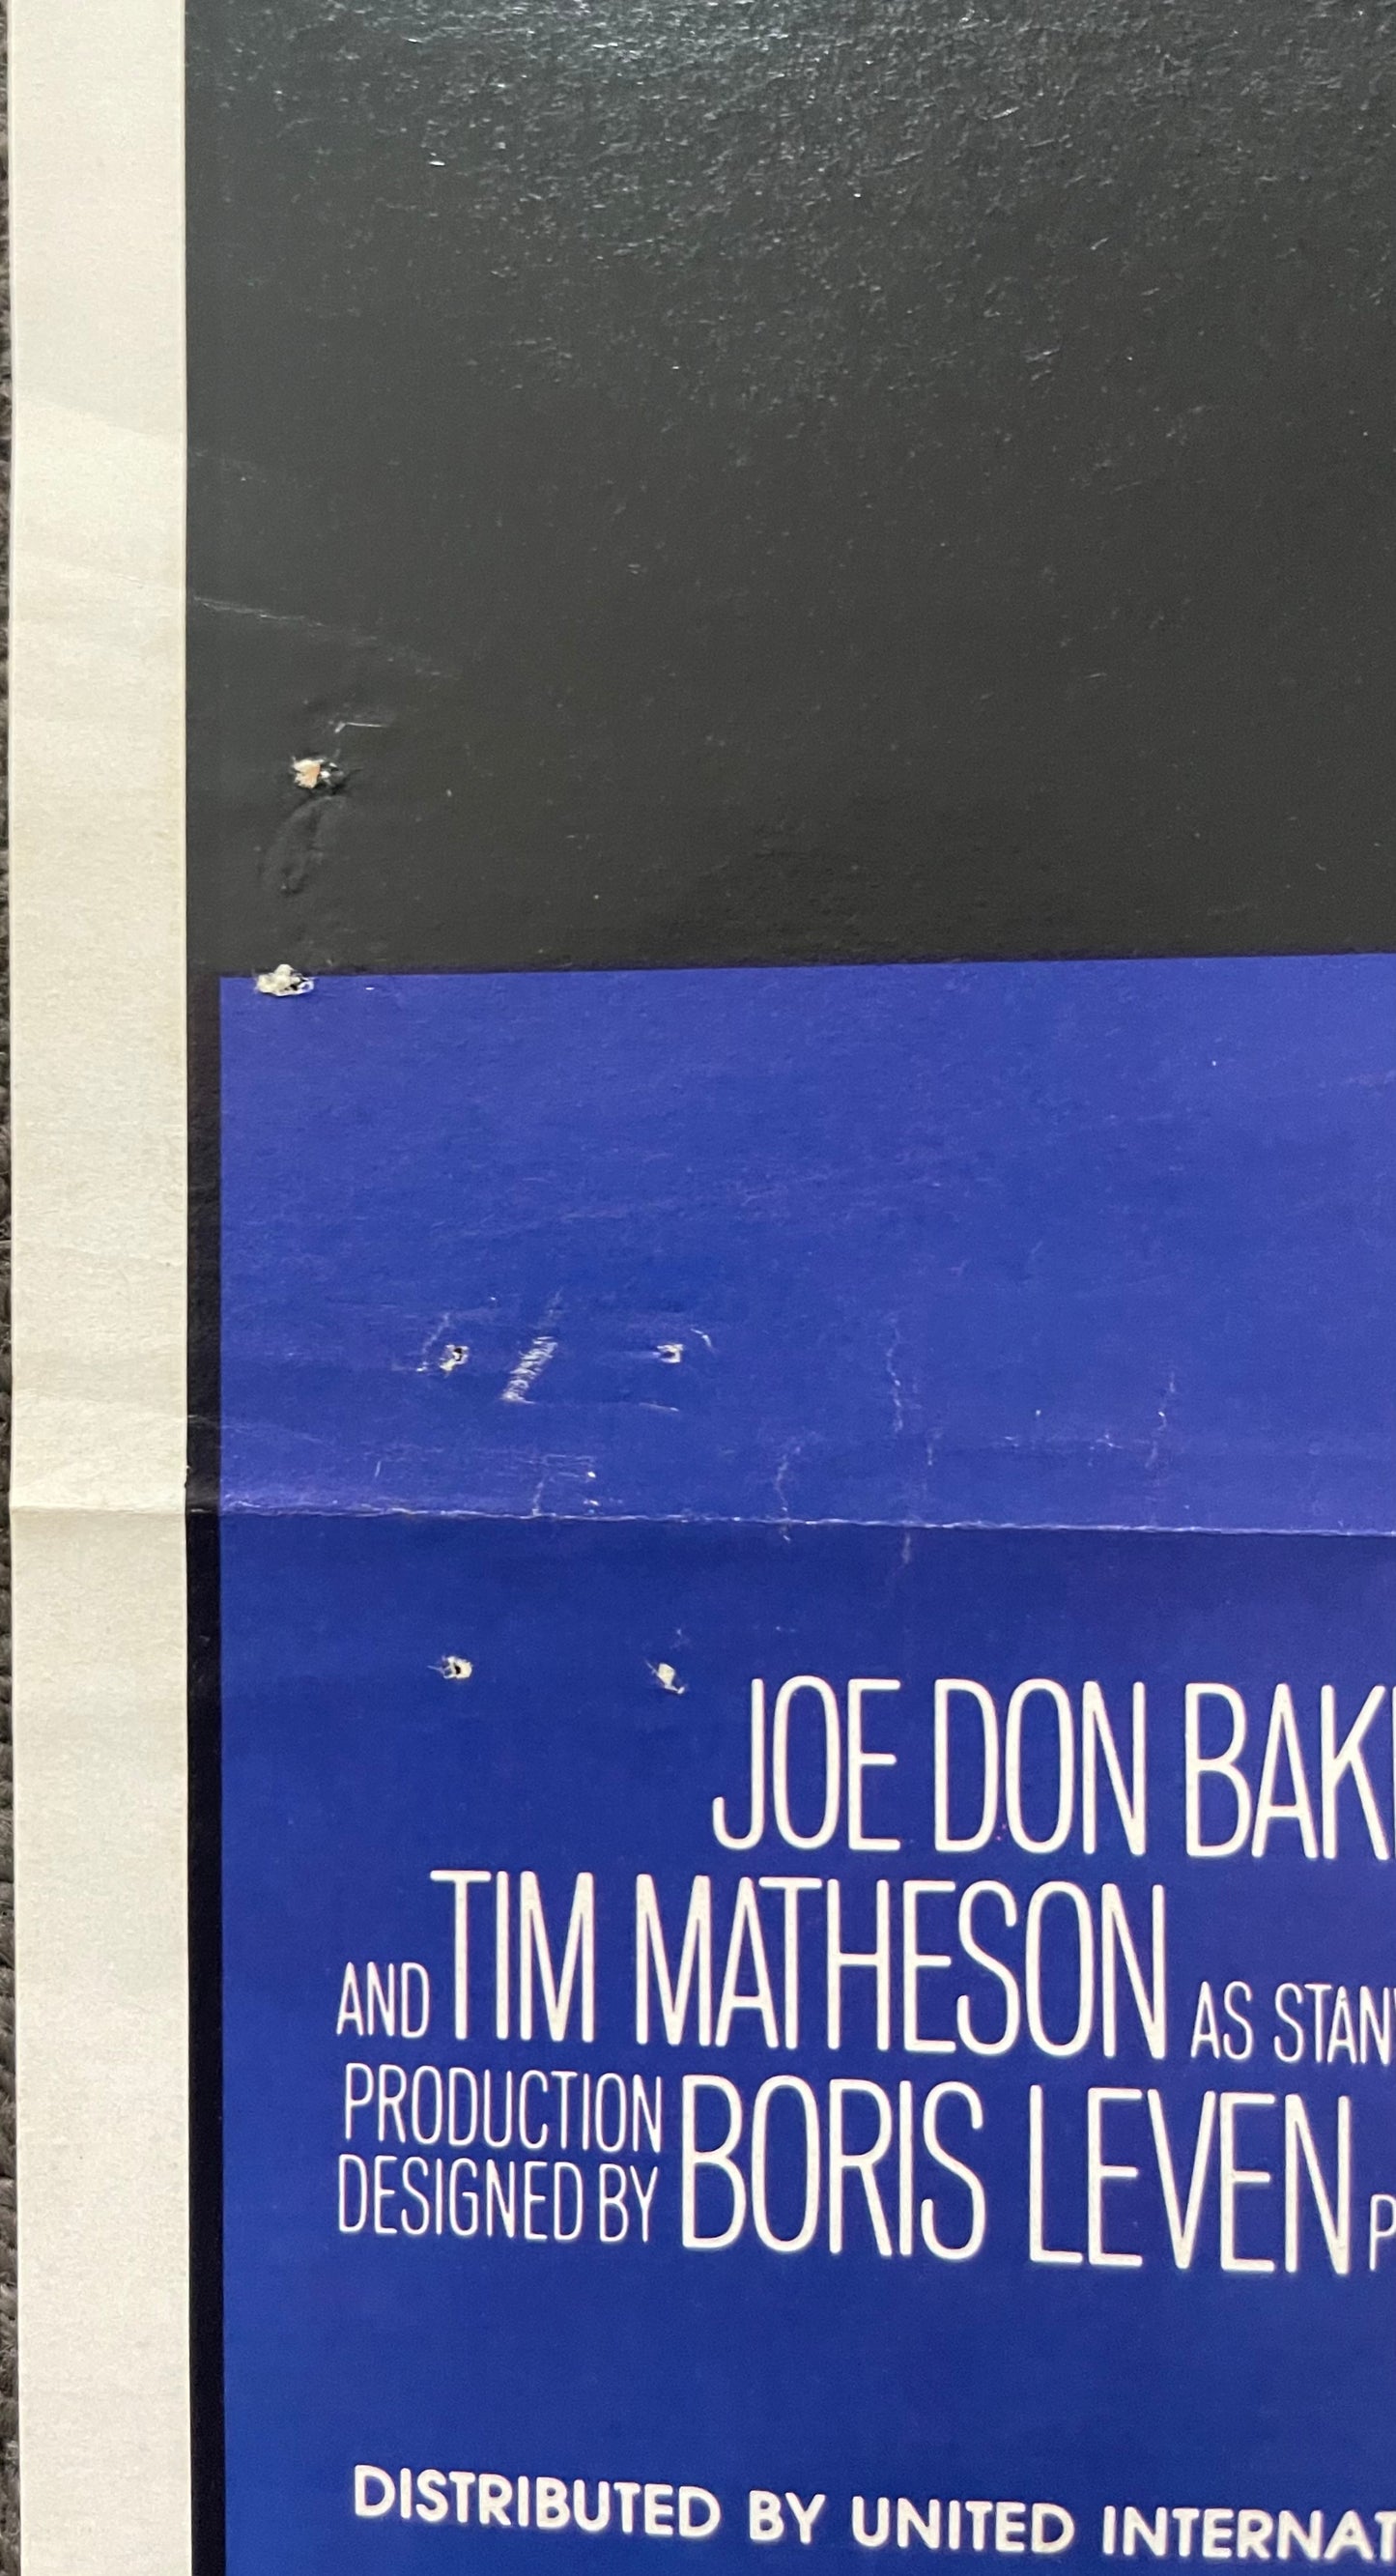 JOE DON BAK
AND TIM MATHESON AS STAN
PRODUCTION DESIGNED BY BORIS LEVEN P
DISTRIBUTED BY UNITED INTERNAT